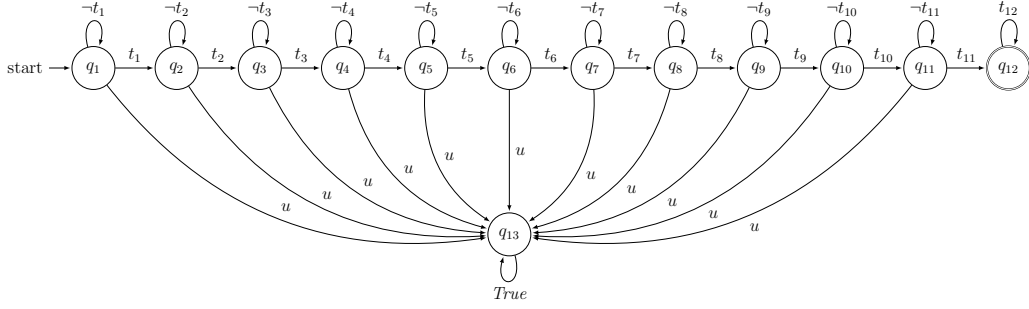 ¬t₁ ¬t₂ ¬t₃ ¬t₄ ¬t₅ ¬t₆ ¬t₇ ¬t₈ ¬t₉ ¬t₁₀ ¬t₁₁ t₁₂
start q₁ t₁ q₂ t₂ q₃ t₃ q₄ t₄ q₅ t₅ q₆ t₆ q₇ t₇ q₈ t₈ q₉ t₉ q₁₀ t₁₀ q₁₁ t₁₁ q₁₂
u u u u u u u u u u u
q₁₃
True